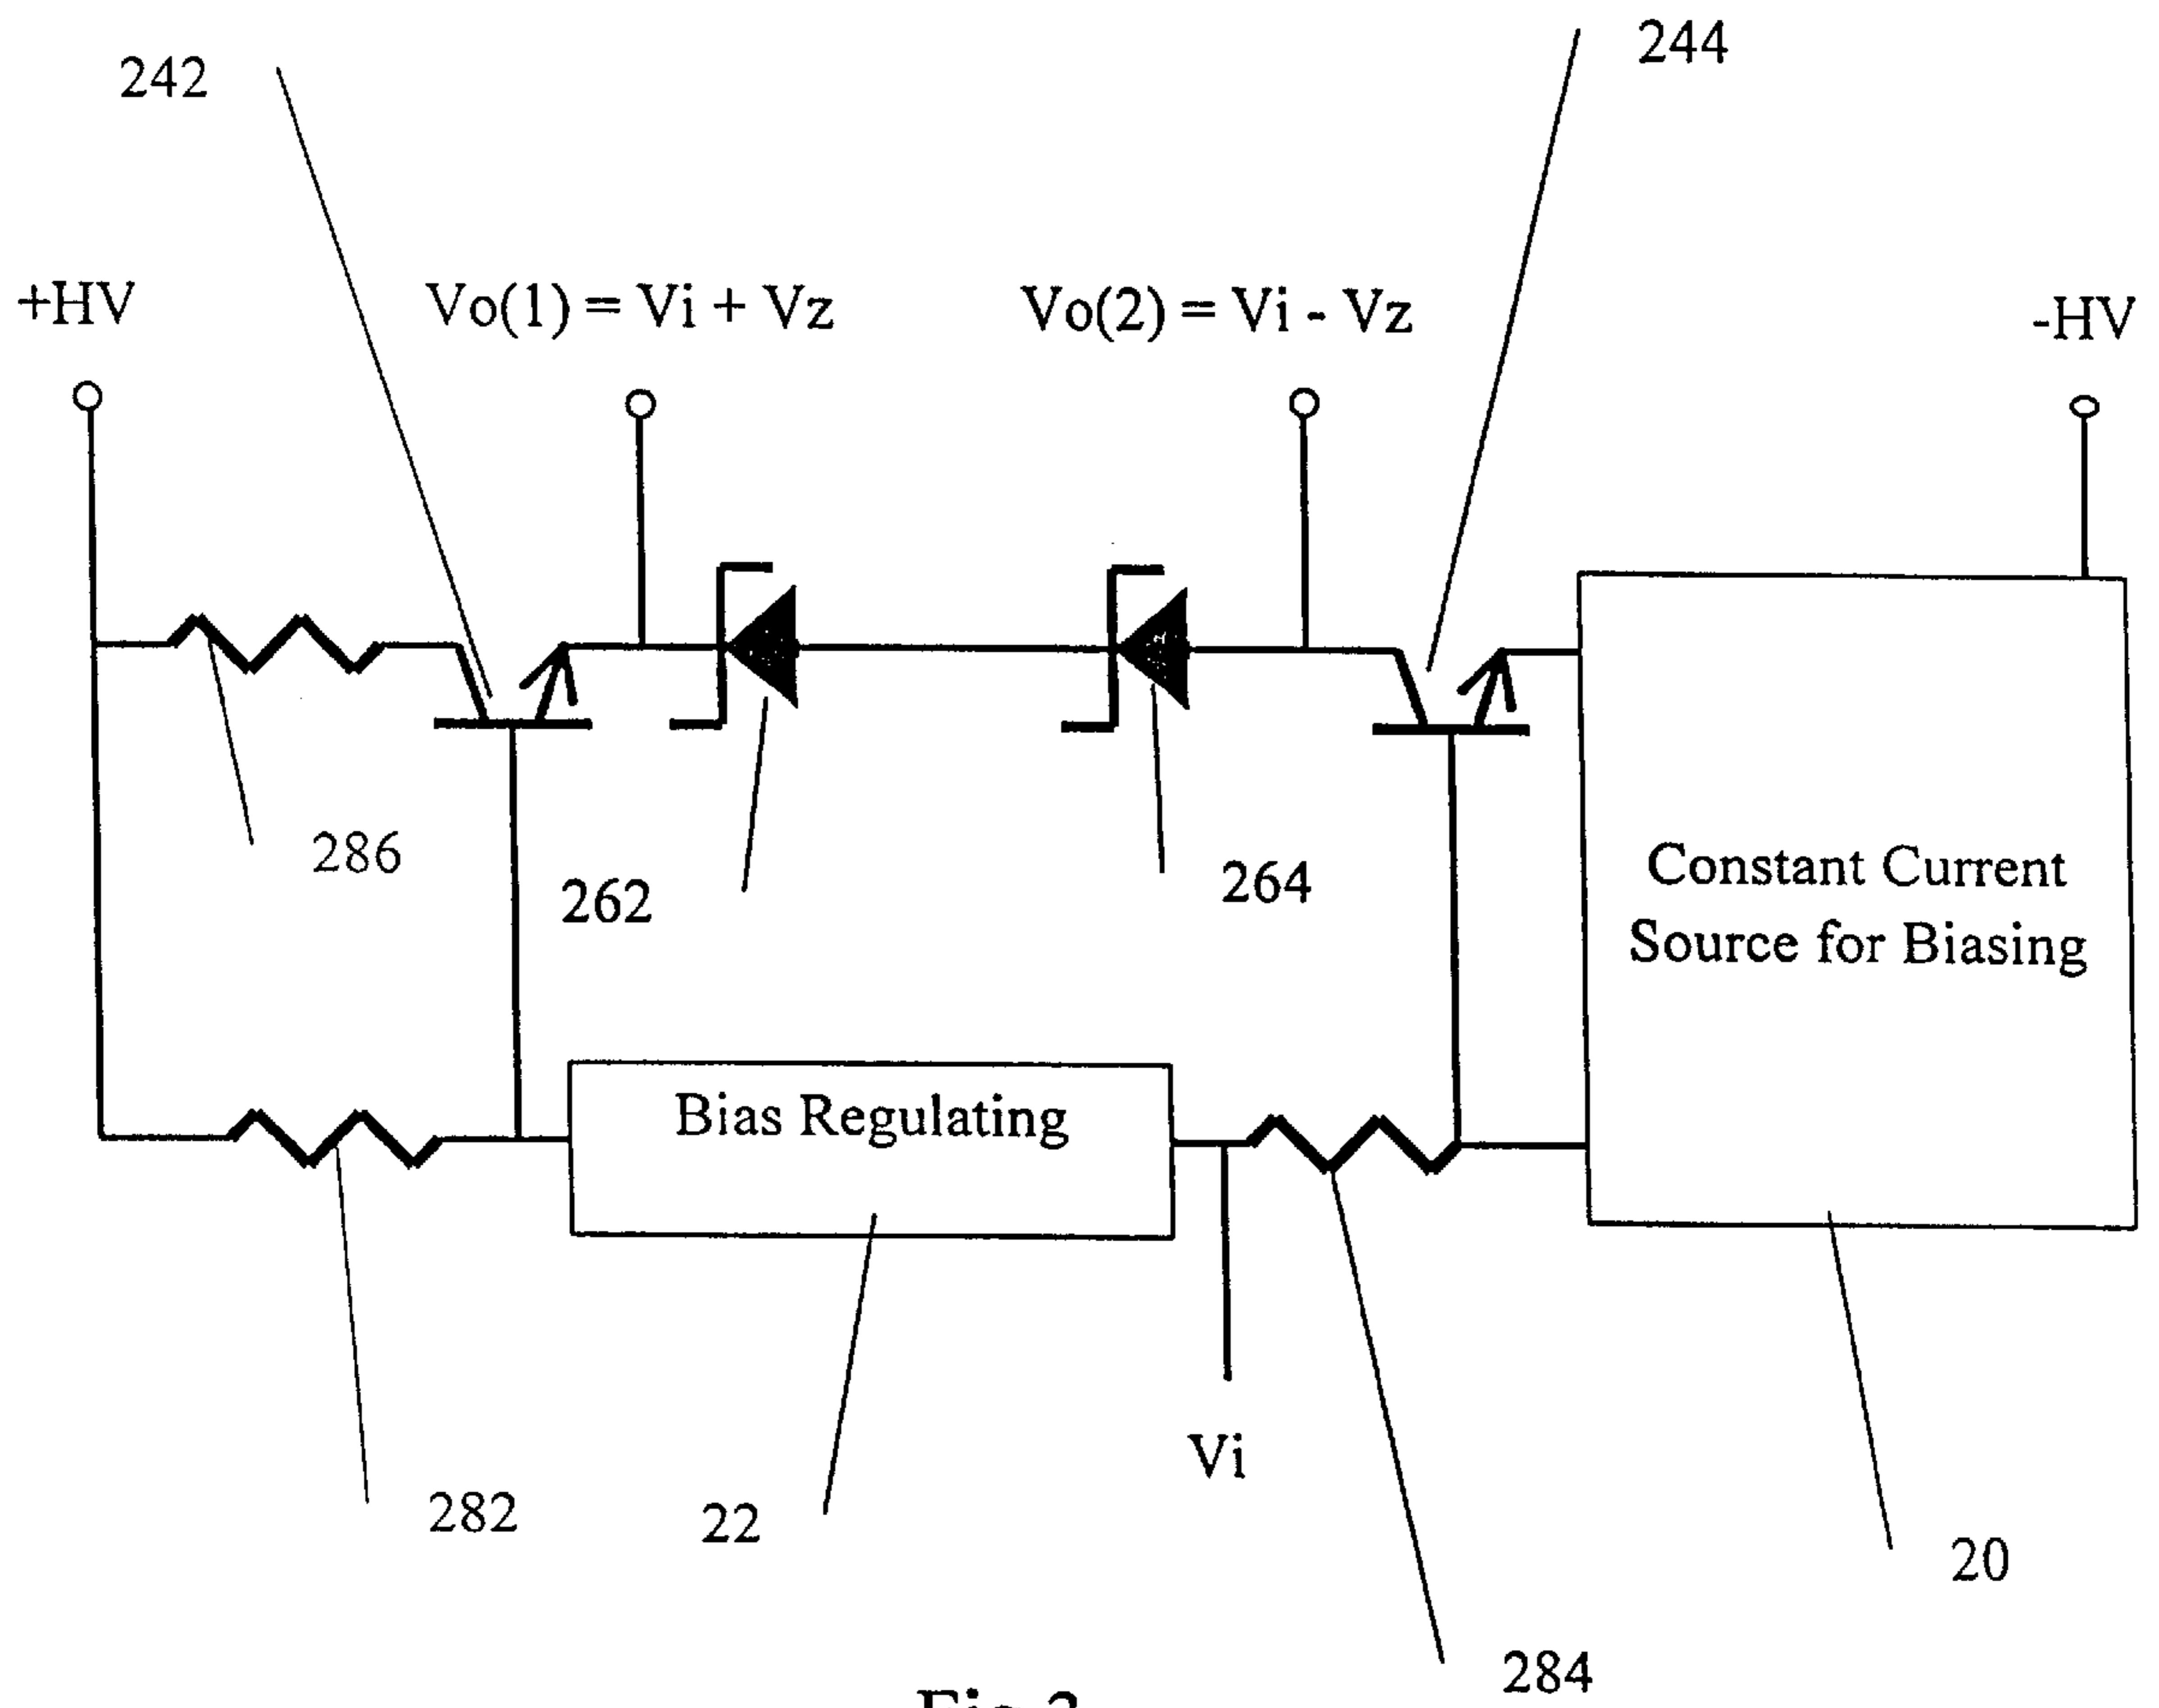 242
244
+HV
Vo(1) = Vi + Vz
Vo(2) = Vi - Vz
-HV
286
262
264
Constant Current
Source for Biasing
Bias Regulating
Vi
282
22
20
284